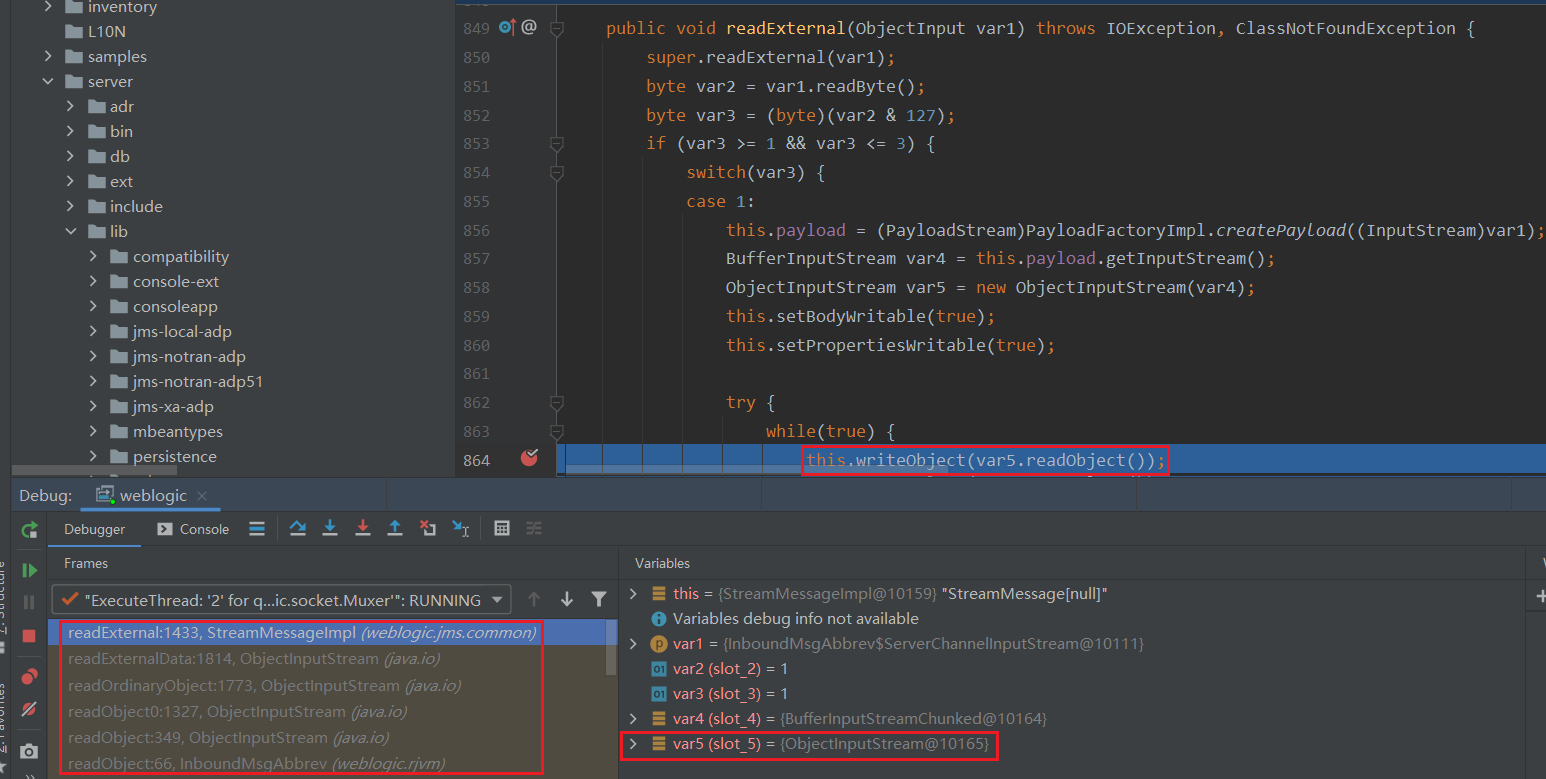 inventory
L10N
samples
server
adr
bin
db
ext
include
lib
compatibility
console-ext
consoleapp
jms-local-adp
jms-notran-adp
jms-notran-adp51
jms-xa-adp
mbeantypes
persistence
849 @ public void readExternal(ObjectInput var1) throws IOException, ClassNotFoundException {
850 super.readExternal(var1);
851 byte var2 = var1.readByte();
852 byte var3 = (byte)(var2 & 127);
853 if (var3 >= 1 && var3 <= 3) {
854 switch(var3) {
855 case 1:
856 this.payload = (PayloadStream)PayloadFactoryImpl.createPayload((InputStream)var1);
857 BufferInputStream var4 = this.payload.getInputStream();
858 ObjectInputStream var5 = new ObjectInputStream(var4);
859 this.setBodyWritable(true);
860 this.setPropertiesWritable(true);
861
862 try {
863 while(true) {
864 this.writeObject(var5.readObject());
Debug: weblogic
Debugger Console
Frames
"ExecuteThread: '2' for q...ic.socket.Muxer'": RUNNING
readExternal:1433, StreamMessageImpl (weblogic.jms.common)
readExternalData:1814, ObjectInputStream (java.io)
readOrdinaryObject:1773, ObjectInputStream (java.io)
readObject0:1327, ObjectInputStream (java.io)
readObject:349, ObjectInputStream (java.io)
readObject:66, InboundMsgAbbrev (weblogic.rjvm)
Variables
this = {StreamMessageImpl@10159} "StreamMessage[null]"
Variables debug info not available
var1 = {InboundMsgAbbrev$ServerChannelInputStream@10111}
var2 (slot_2) = 1
var3 (slot_3) = 1
var4 (slot_4) = {BufferInputStreamChunked@10164}
var5 (slot_5) = {ObjectInputStream@10165}